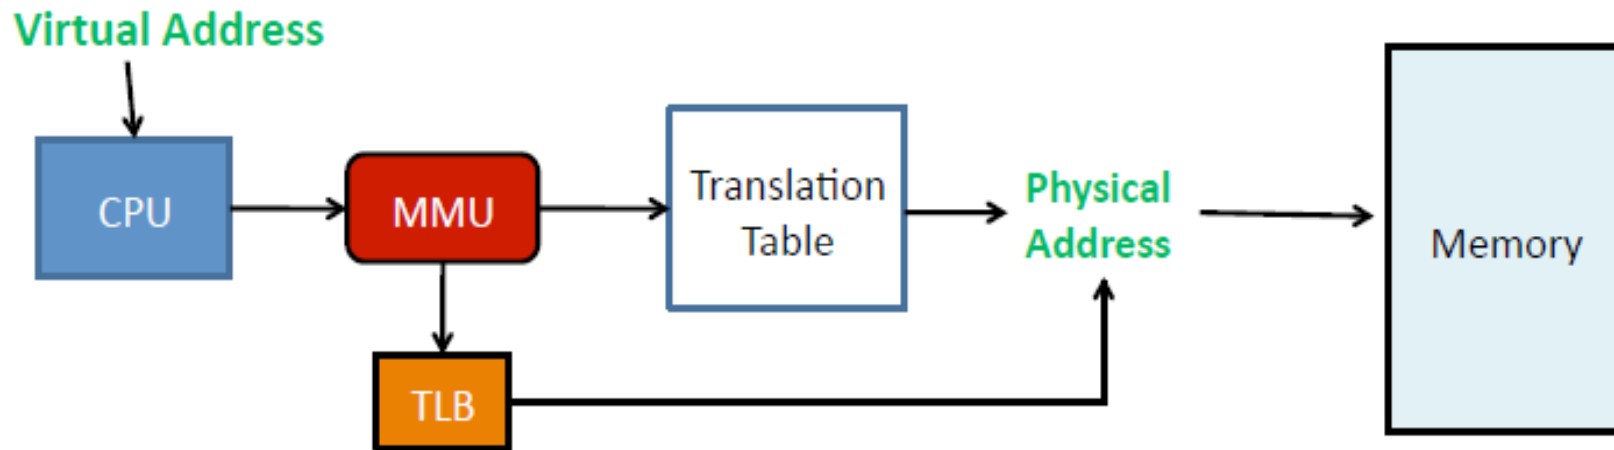 Virtual Address
CPU
MMU
Translation
Table
Physical
Address
Memory
TLB